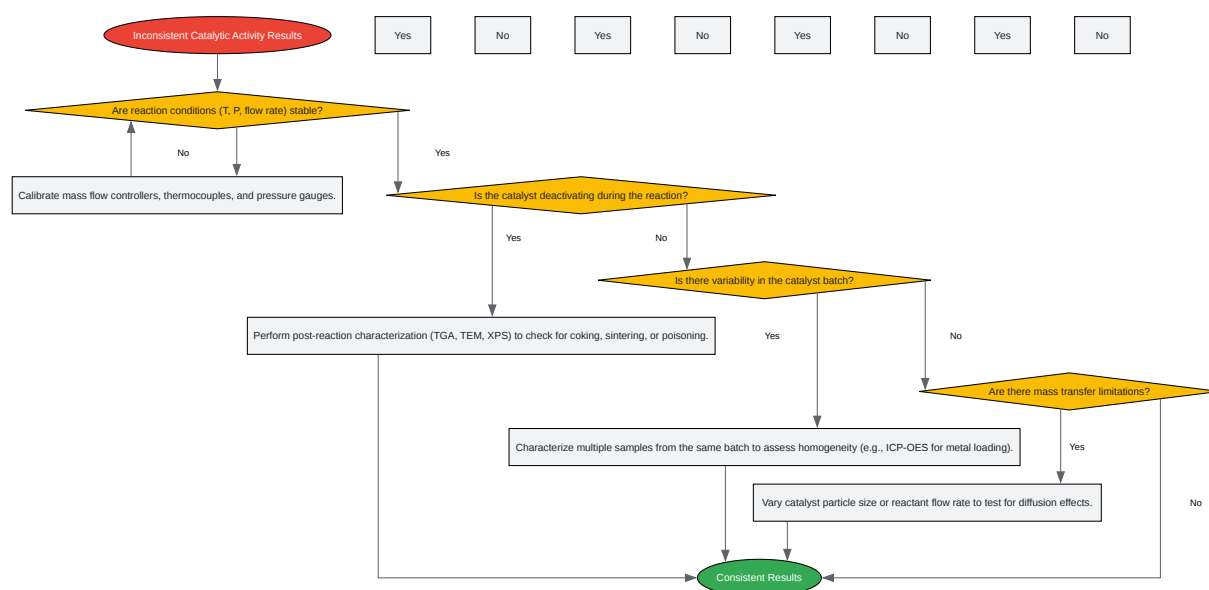 Inconsistent Catalytic Activity Results
Yes
No
Yes
No
Yes
No
Yes
No
Are reaction conditions (T, P, flow rate) stable?
No
Yes
Calibrate mass flow controllers, thermocouples, and pressure gauges.
Is the catalyst deactivating during the reaction?
Yes
No
Is there variability in the catalyst batch?
Perform post-reaction characterization (TGA, TEM, XPS) to check for coking, sintering, or poisoning.
Yes
No
Are there mass transfer limitations?
Characterize multiple samples from the same batch to assess homogeneity (e.g., ICP-OES for metal loading).
Yes
Vary catalyst particle size or reactant flow rate to test for diffusion effects.
No
Consistent Results